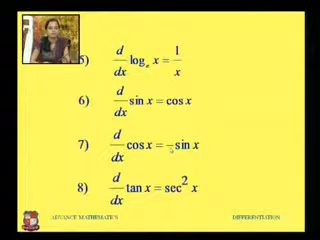 5) d/dx logₑ x = 1/x
6) d/dx sin x = cos x
7) d/dx cos x = -sin x
8) d/dx tan x = sec² x
ADVANCE MATHEMATICS DIFFERENTIATION